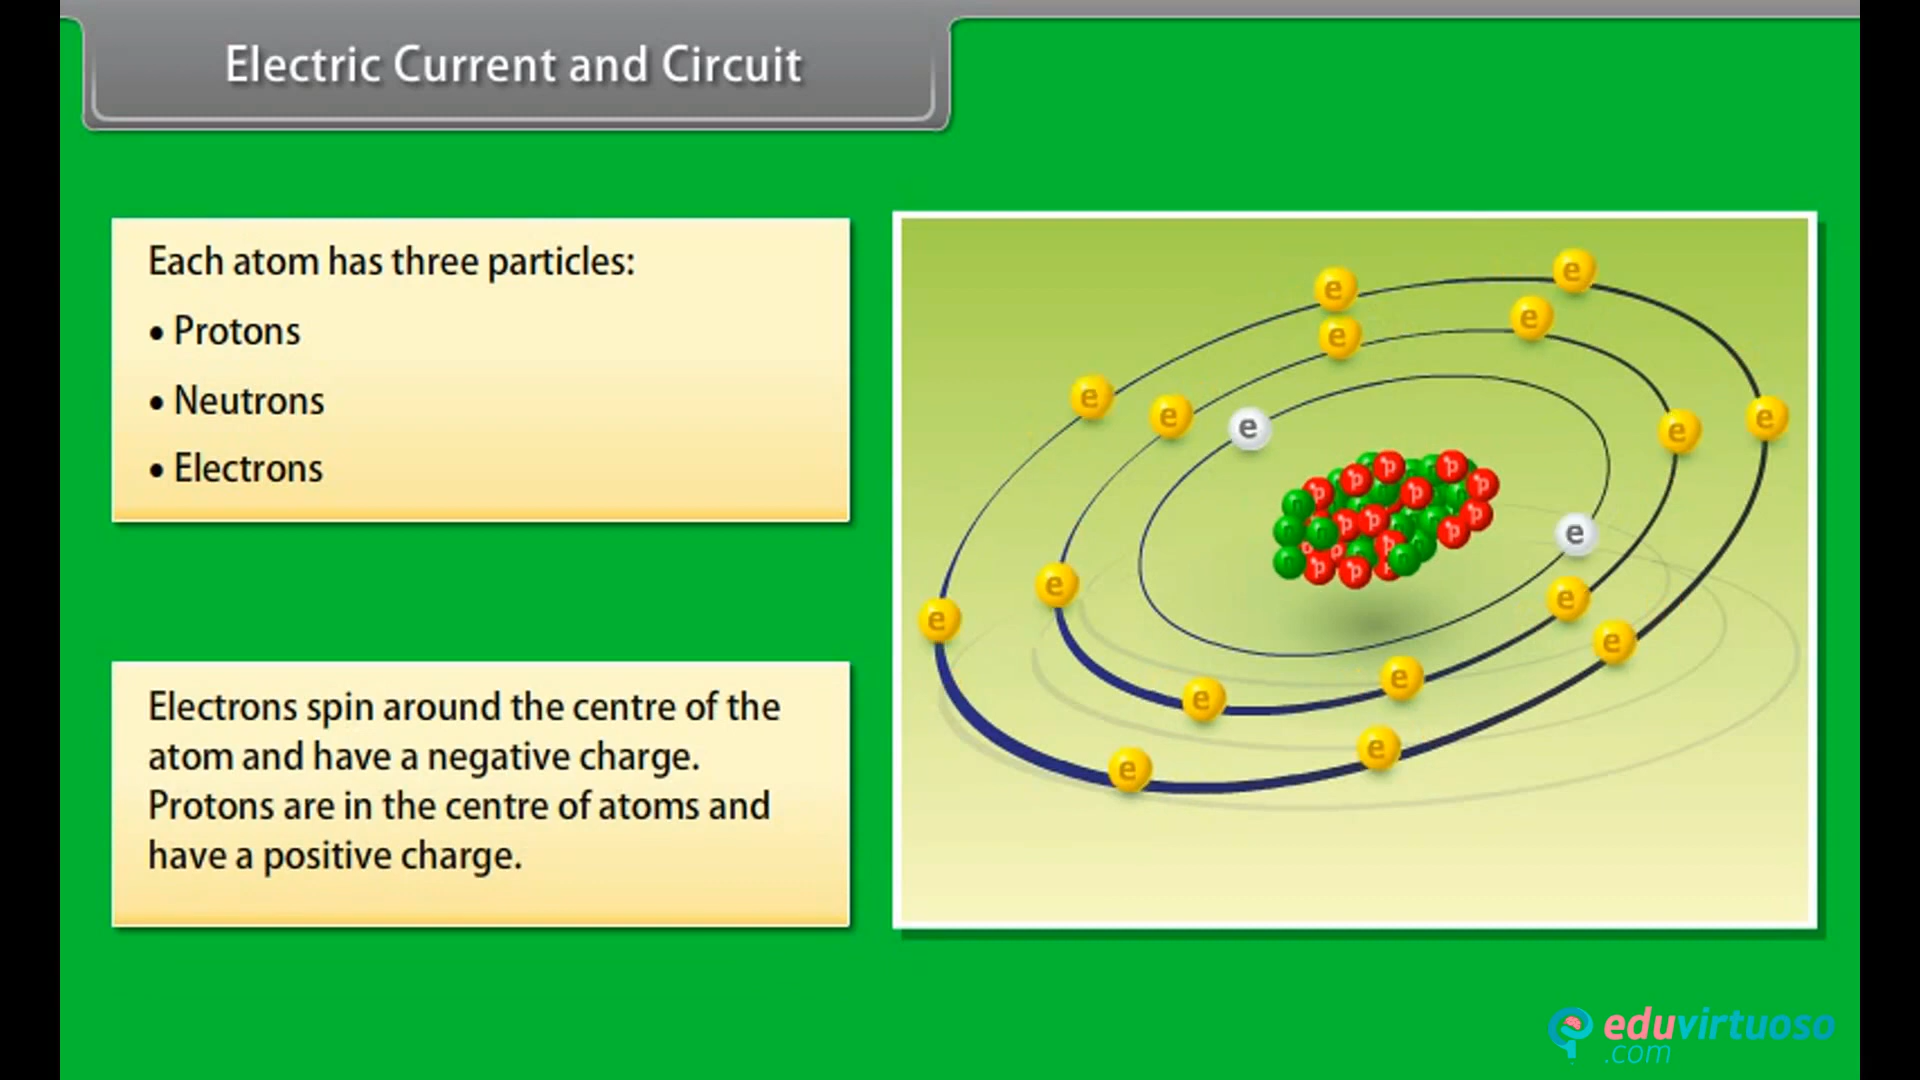 Electric Current and Circuit
Each atom has three particles:
• Protons
• Neutrons
• Electrons
Electrons spin around the centre of the
atom and have a negative charge.
Protons are in the centre of atoms and
have a positive charge.
e e
e e
e e e e e
e
p p p p p p p p p p p p p p
n n n n n
e
e e e
e
e e
e e
eduvirtuoso
.com